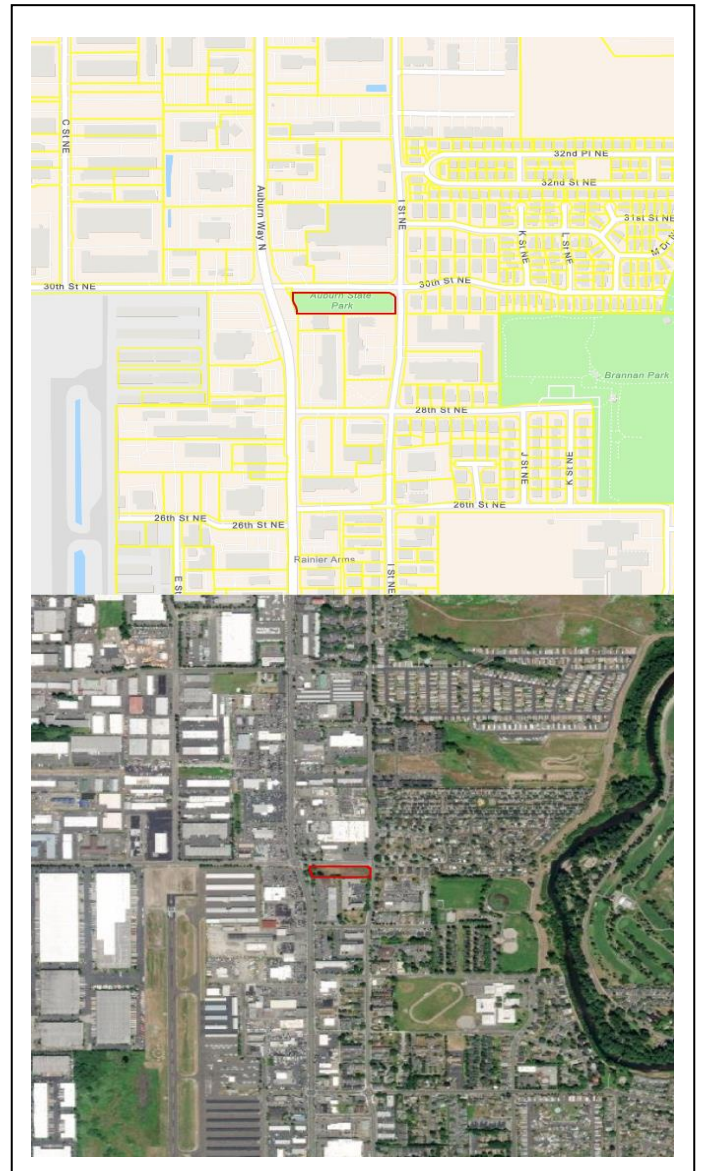 32nd Pl NE
32nd St NE
C St NE
Auburn Way N
I St NE
31st St NE
K St NE
L St NE
M Dr N
30th St NE
30th St NE
Auburn State
Park
Brannan Park
28th St NE
J St NE
K St NE
26th St NE
26th St NE
26th St NE
Rainier Arms
E St
I St NE